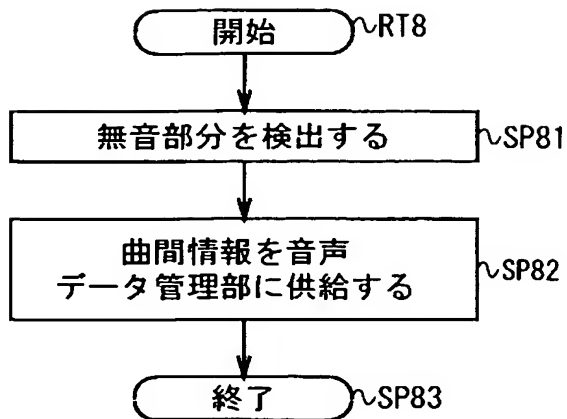 開始 RT8
無音部分を検出する SP81
曲間情報を音声
データ管理部に供給する SP82
終了 SP83